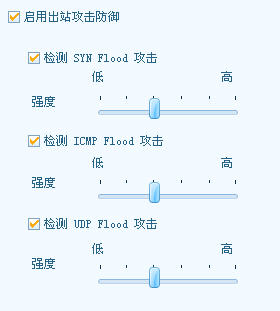 启用出站攻击防御
检测 SYN Flood 攻击
低 高
强度
检测 ICMP Flood 攻击
低 高
强度
检测 UDP Flood 攻击
低 高
强度